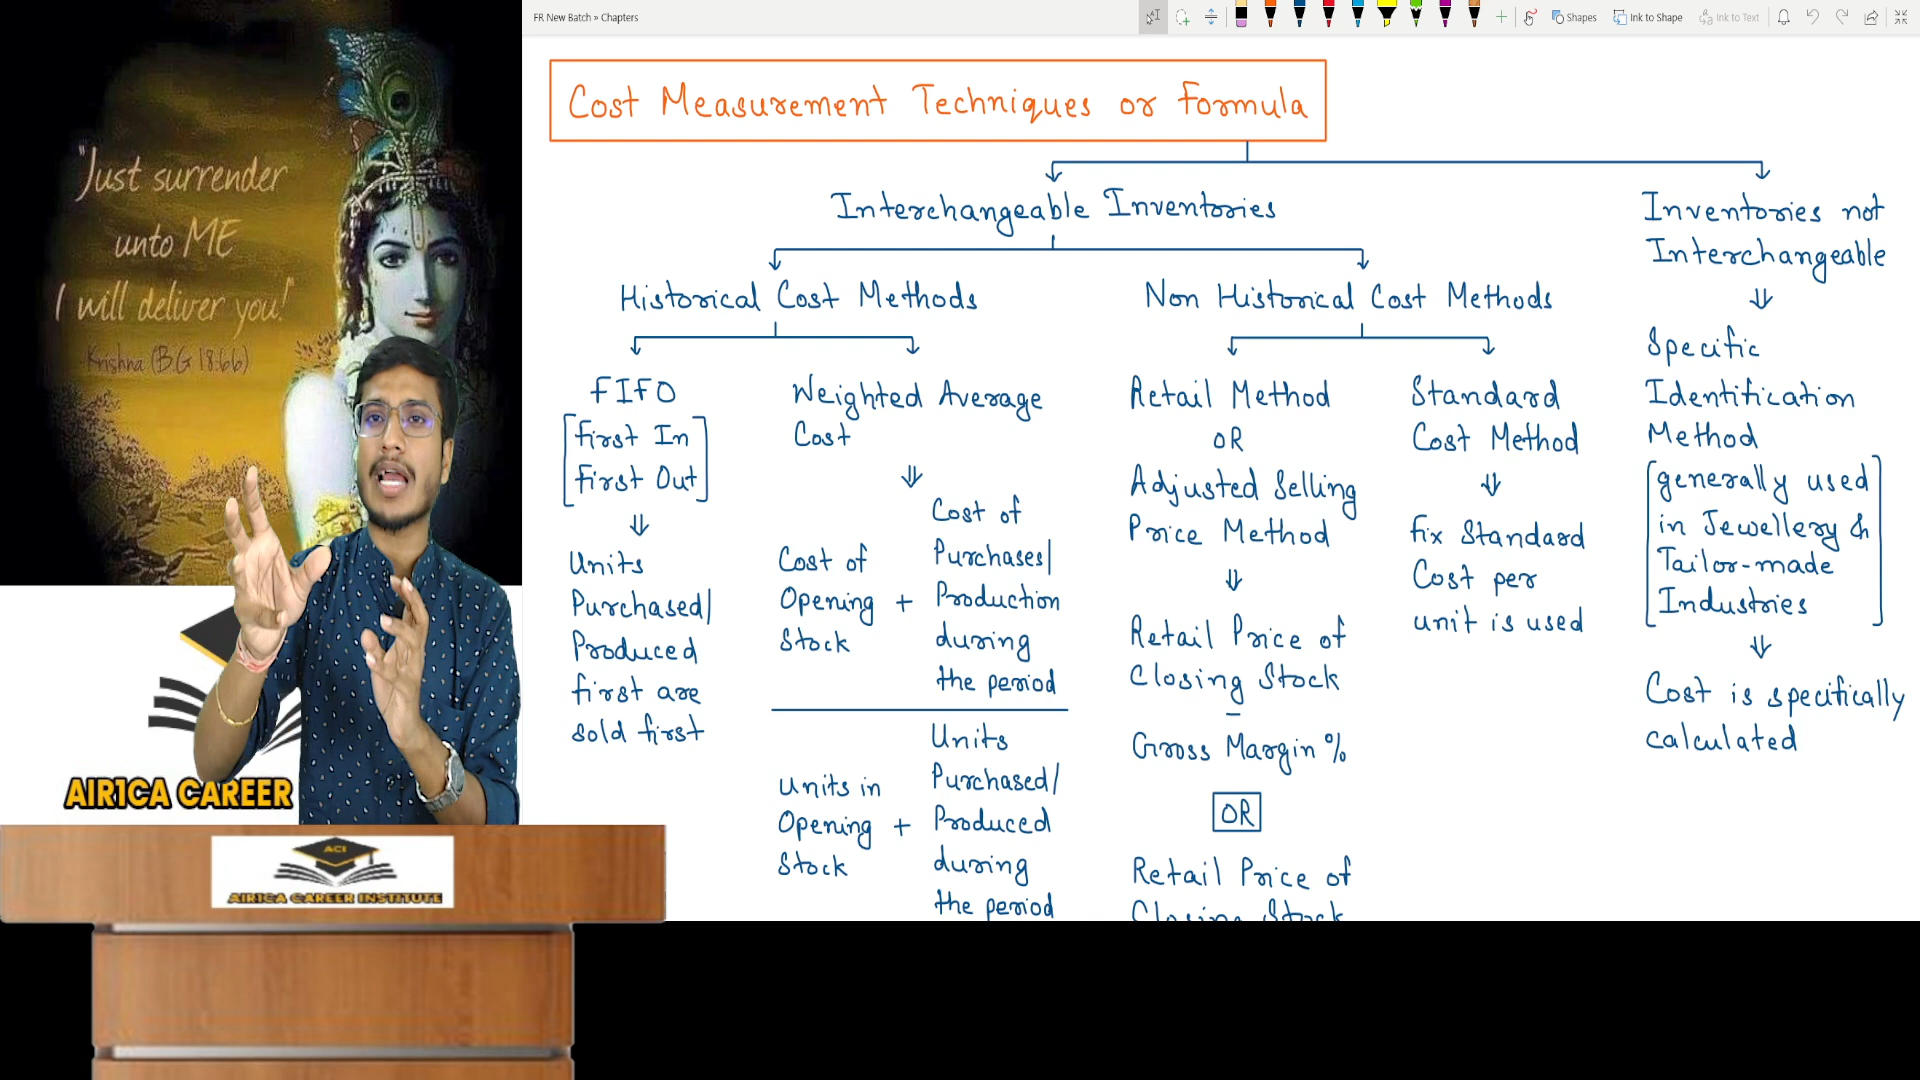 FR New Batch » Chapters
Shapes
Ink to Shape
Ink to Text
"Just surrender
unto ME
I will deliver you!"
Krishna (B.G 18.66)
Cost Measurement Techniques or Formula
Interchangeable Inventories
Inventories not
Interchangeable
⇓
Specific
Identification
Method
[generally used
in Jewellery &
Tailor-made
Industries]
⇓
Cost is specifically
calculated
Historical Cost Methods
Non Historical Cost Methods
FIFO
[First In
First Out]
⇓
Units
Purchased/
Produced
first are
sold first
Weighted Average
Cost
⇓
Cost of
Opening
Stock
+
Cost of
Purchases/
Production
during
the period
Units in
Opening
Stock
+
Units
Purchased/
Produced
during
the period
Retail Method
OR
Adjusted Selling
Price Method
⇓
Retail Price of
Closing Stock
–
Gross Margin %
OR
Retail Price of
Closing Stock
Standard
Cost Method
⇓
Fix Standard
Cost per
unit is used
AIR1CA CAREER
ACI
AIR1CA CAREER INSTITUTE